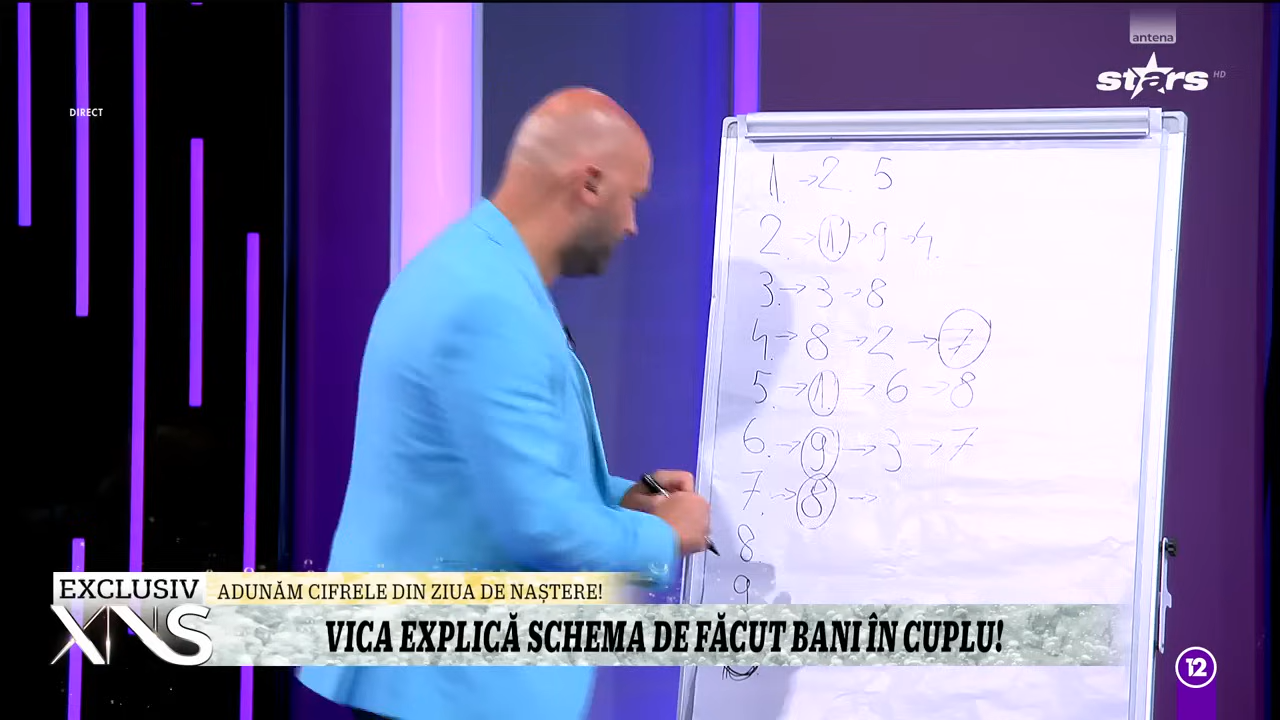 antena
stars HD
DIRECT
1. → 2. 5
2. → 1. → 9 → 4.
3. → 3 → 8
4. → 8 → 2 → 7
5. → 1. → 6 → 8
6. → 9 → 3 → 7
7. → 8 →
8
9
EXCLUSIV
ADUNĂM CIFRELE DIN ZIUA DE NAȘTERE!
XNS
VICA EXPLICĂ SCHEMA DE FĂCUT BANI ÎN CUPLU!
12